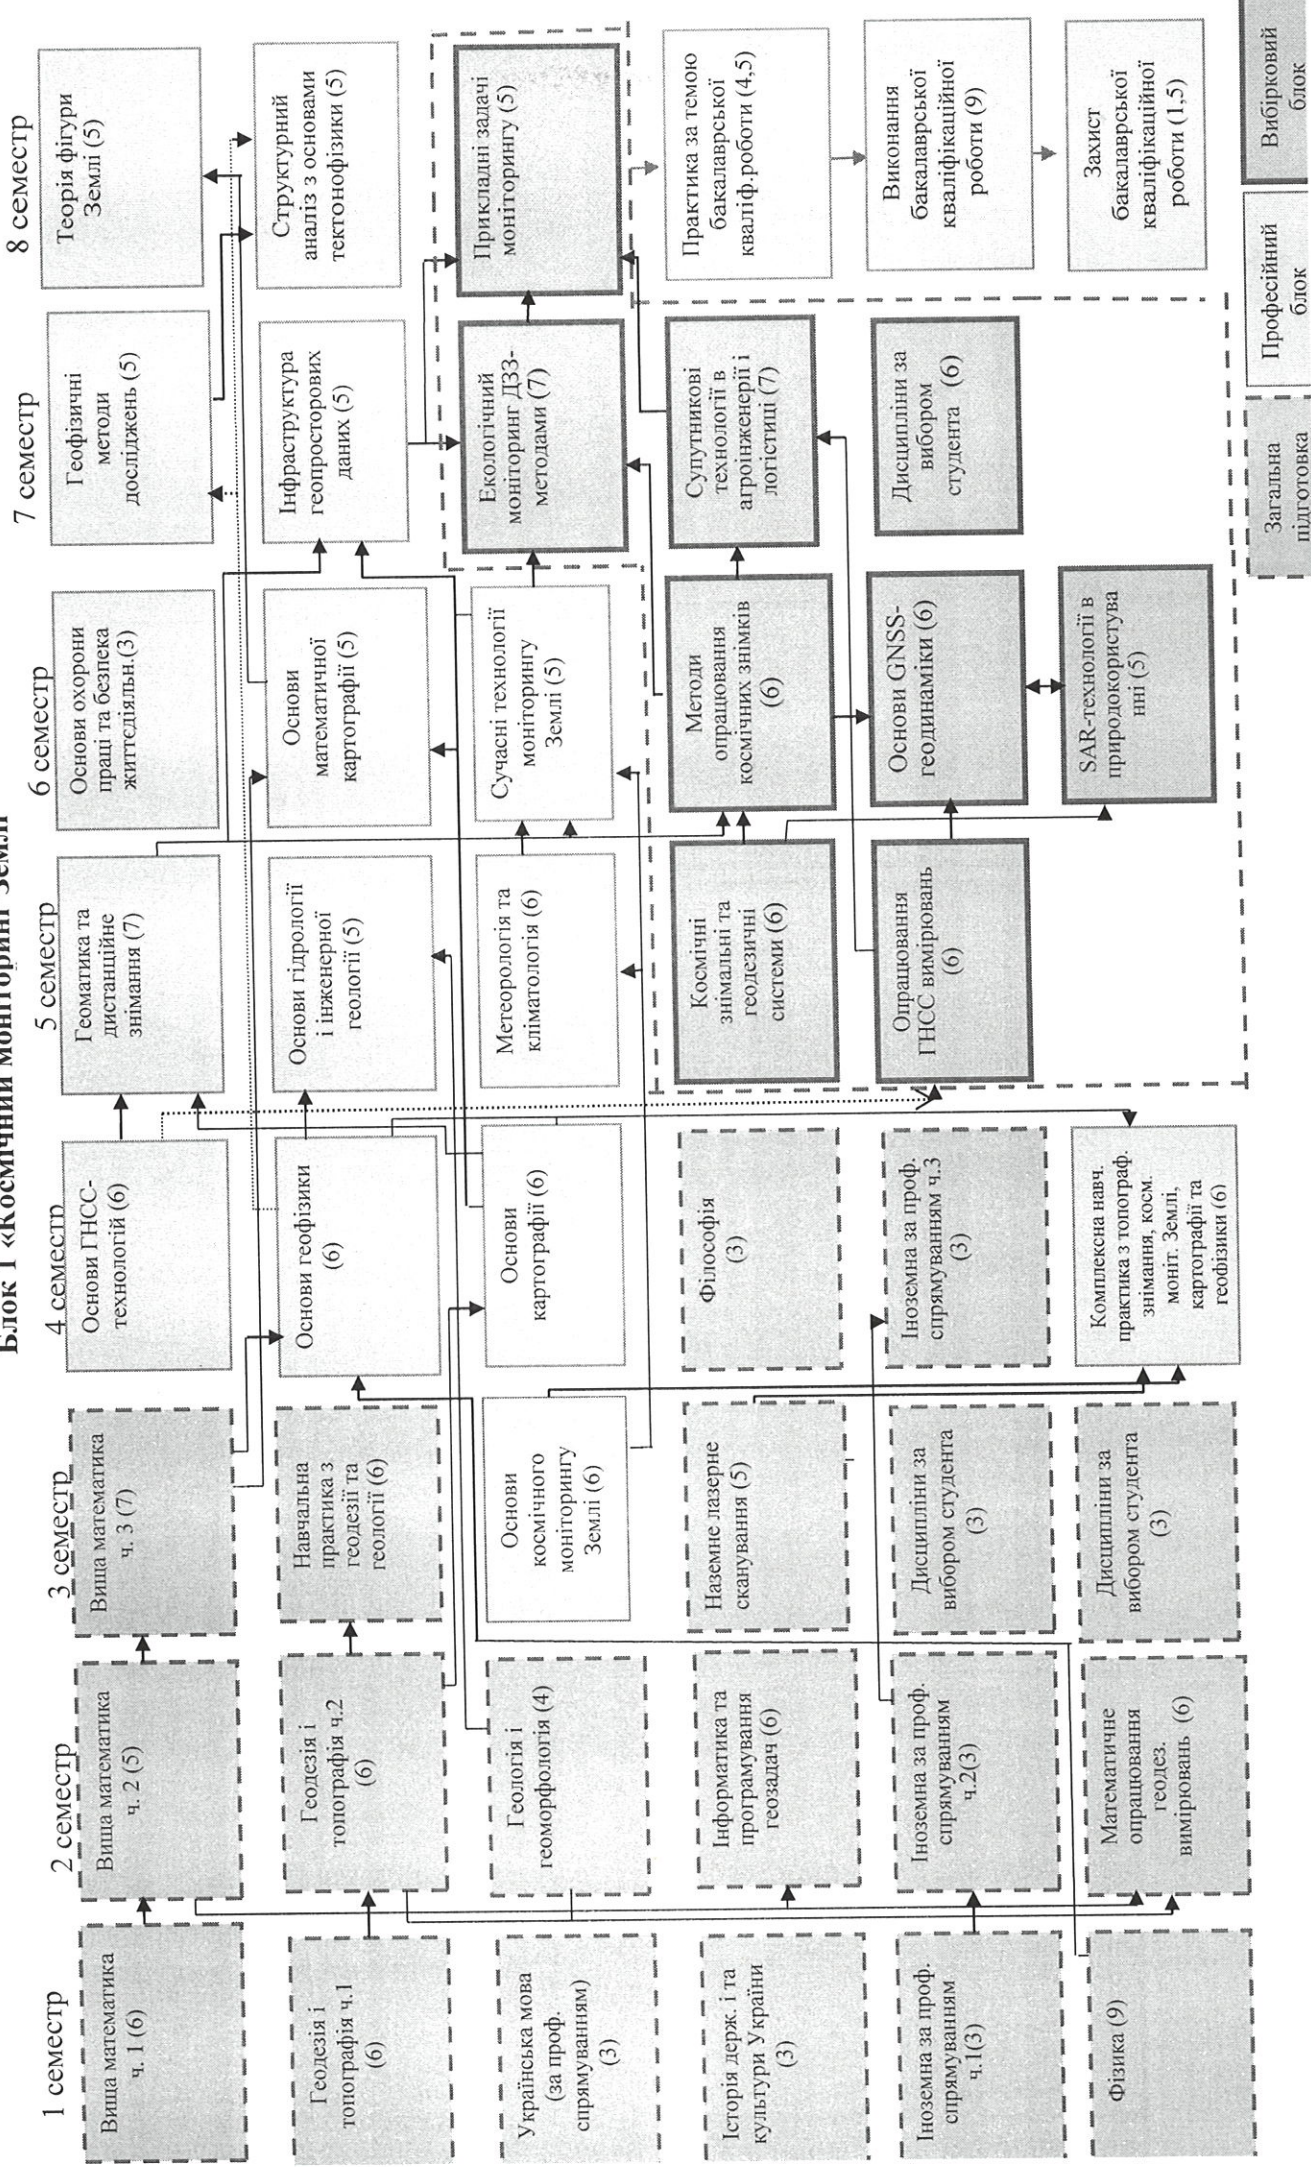 Блок 1 «Космічний моніторинг Землі
1 семестр
Вища математика
ч. 1 (6)
Геодезія і
топографія ч.1
(6)
Українська мова
(за проф.
спрямуванням)
(3)
Історія держ. і та
культури України
(3)
Іноземна за проф.
спрямуванням
ч.1(3)
Фізика (9)
2 семестр
Вища математика
ч. 2 (5)
Геодезія і
топографія ч.2
(6)
Геологія і
геоморфологія (4)
Інформатика та
програмування
геозадач (6)
Іноземна за проф.
спрямуванням
ч.2(3)
Математичне
опрацювання
геодез.
вимірювань (6)
3 семестр
Вища математика
ч. 3 (7)
Навчальна
практика з
геодезії та
геології (6)
Основи
космічного
моніторингу
Землі (6)
Наземне лазерне
сканування (5)
Дисципліни за
вибором студента
(3)
Дисципліни за
вибором студента
(3)
4 семестр
Основи ГНСС-
технологій (6)
Основи геофізики
(6)
Основи
картографії (6)
Філософія
(3)
Іноземна за проф.
спрямуванням ч.3
(3)
Комплексна навч.
практика з топограф.
знімання, косм.
моніт. Землі,
картографії та
геофізики (6)
5 семестр
Геоматика та
дистанційне
знімання (7)
Основи гідрології
і інженерної
геології (5)
Метеорологія та
кліматологія (6)
Космічні
знімальні та
геодезичні
системи (6)
Опрацювання
ГНСС вимірювань
(6)
6 семестр
Основи охорони
праці та безпека
життєдіяльн.(3)
Основи
математичної
картографії (5)
Сучасні технології
моніторингу
Землі (5)
Методи
опрацювання
космічних знімків
(6)
Основи GNSS-
геодинаміки (6)
SAR-технології в
природокористува
нні (5)
7 семестр
Геофізичні
методи
досліджень (5)
Інфраструктура
геопросторових
даних (5)
Екологічний
моніторинг ДЗЗ-
методами (7)
Супутникові
технології в
агроінженерії і
логістиці (7)
Дисципліни за
вибором
студента (6)
8 семестр
Теорія фігури
Землі (5)
Структурний
аналіз з основами
тектонофізики (5)
Прикладні задачі
моніторингу (5)
Практика за темою
бакалаврської
кваліф.роботи (4,5)
Виконання
бакалаврської
кваліфікаційної
роботи (9)
Захист
бакалаврської
кваліфікаційної
роботи (1,5)
Загальна
підготовка
Професійний
блок
Вибірковий
блок